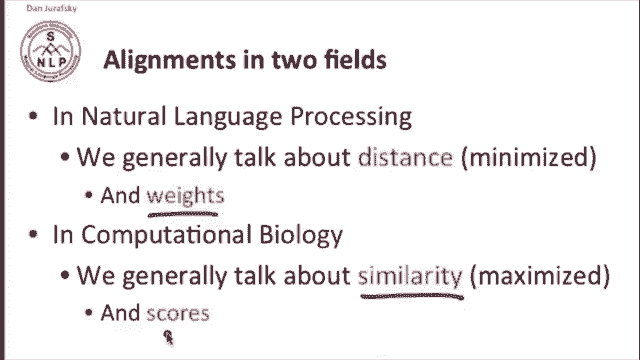 Dan Jurafsky
S
NLP
Alignments in two fields
• In Natural Language Processing
• We generally talk about distance (minimized)
• And weights
• In Computational Biology
• We generally talk about similarity (maximized)
• And scores